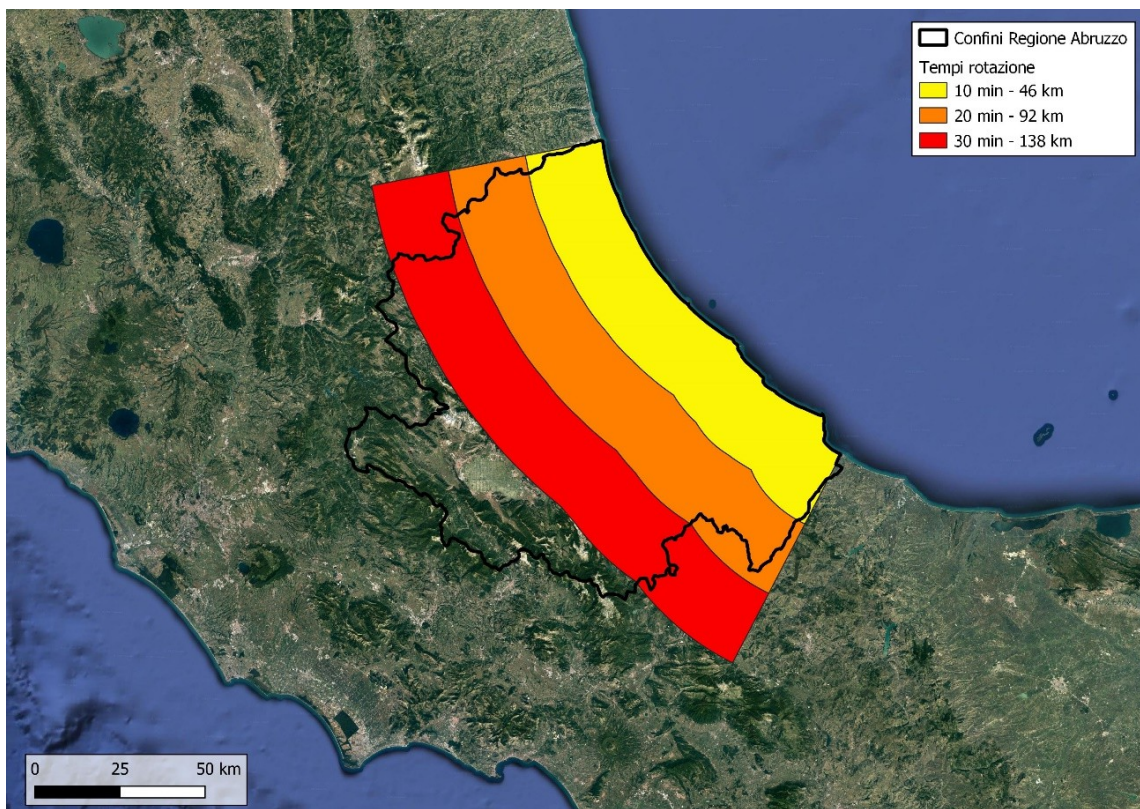 Confini Regione Abruzzo
Tempi rotazione
10 min - 46 km
20 min - 92 km
30 min - 138 km
0 25 50 km